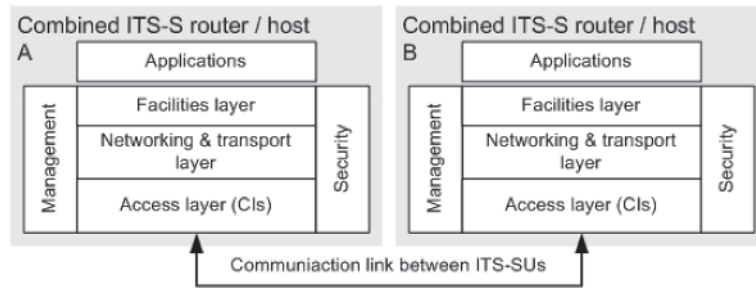 Combined ITS-S router / host
A
Applications
Management
Facilities layer
Networking & transport
layer
Access layer (CIs)
Security
Combined ITS-S router / host
B
Applications
Management
Facilities layer
Networking & transport
layer
Access layer (CIs)
Security
Communiaction link between ITS-SUs